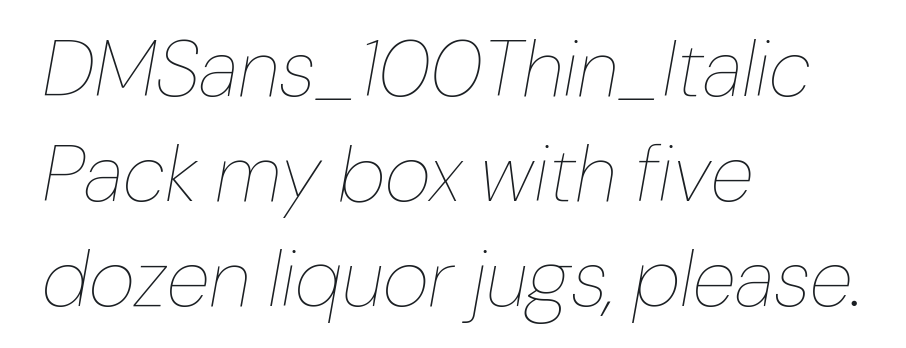 DMSans_100Thin_Italic
Pack my box with five
dozen liquor jugs, please.